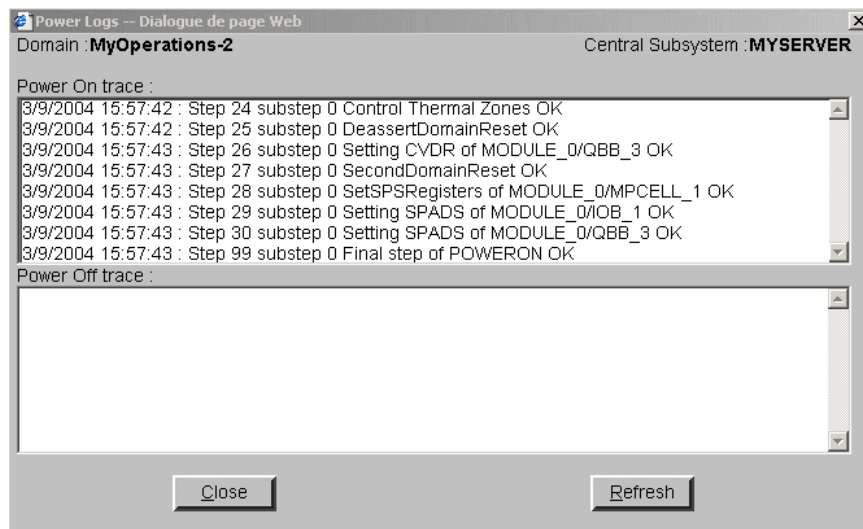 Power Logs -- Dialogue de page Web
Domain :MyOperations-2 Central Subsystem :MYSERVER
Power On trace :
3/9/2004 15:57:42 : Step 24 substep 0 Control Thermal Zones OK
3/9/2004 15:57:42 : Step 25 substep 0 DeassertDomainReset OK
3/9/2004 15:57:43 : Step 26 substep 0 Setting CVDR of MODULE_0/QBB_3 OK
3/9/2004 15:57:43 : Step 27 substep 0 SecondDomainReset OK
3/9/2004 15:57:43 : Step 28 substep 0 SetSPSRegisters of MODULE_0/MPCELL_1 OK
3/9/2004 15:57:43 : Step 29 substep 0 Setting SPADS of MODULE_0/IOB_1 OK
3/9/2004 15:57:43 : Step 30 substep 0 Setting SPADS of MODULE_0/QBB_3 OK
3/9/2004 15:57:43 : Step 99 substep 0 Final step of POWERON OK
Power Off trace :
Close Refresh